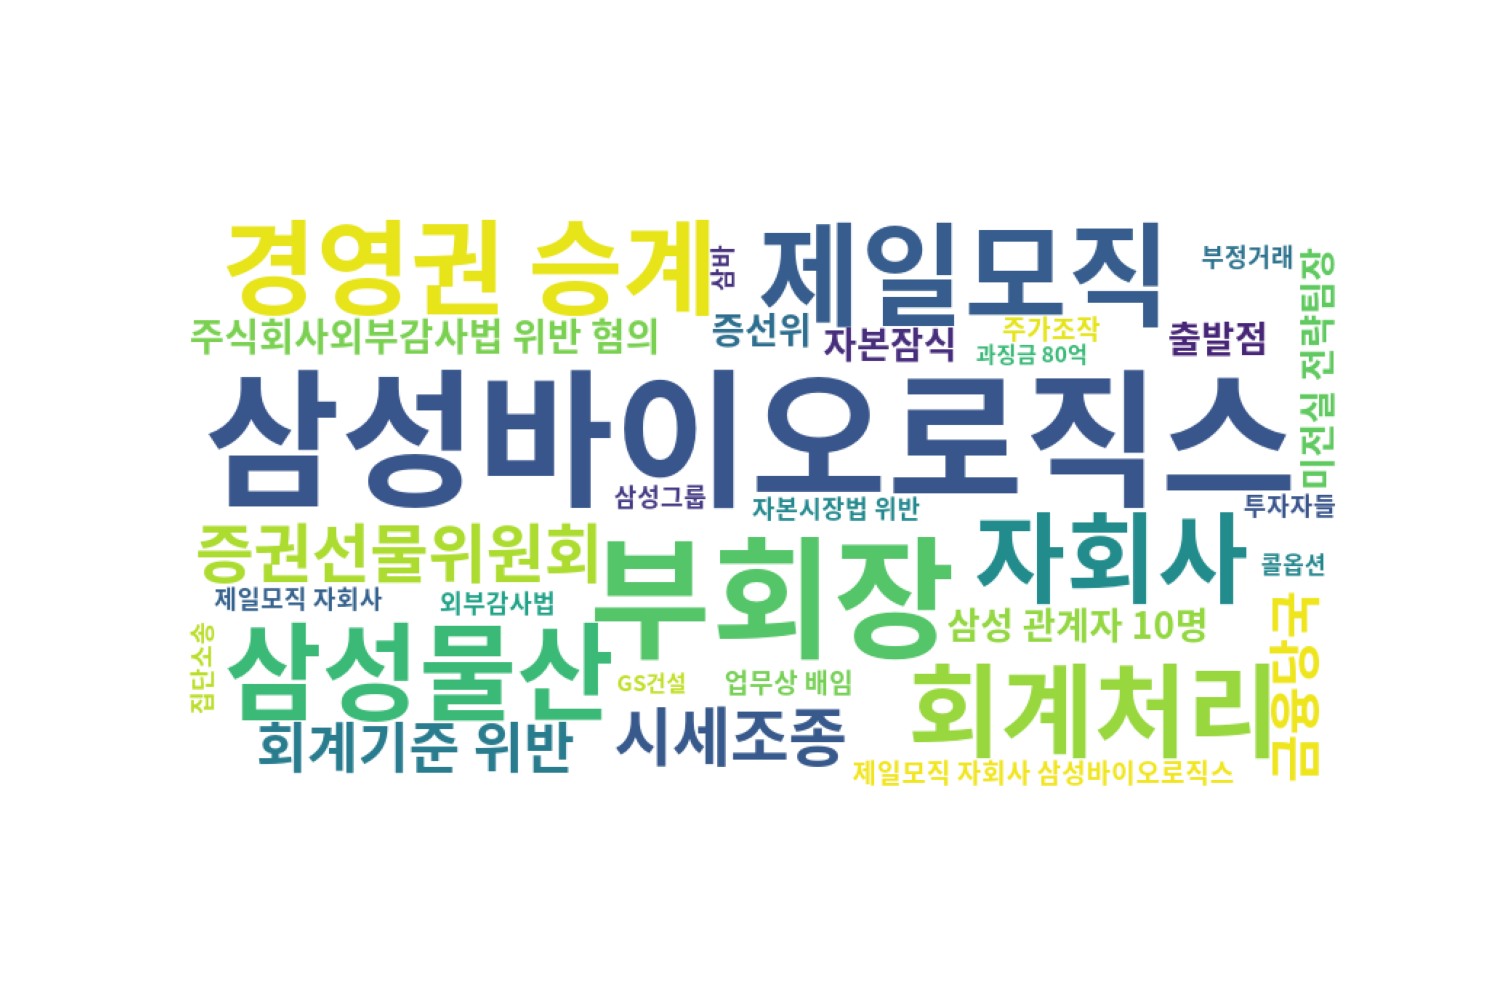 경영권 승계
삼바
제일모직
부정거래
미전실 전략팀장
주식회사외부감사법 위반 혐의
증선위
자본잠식
주가조작
과징금 80억
출발점
삼성바이오로직스
삼성그룹
자본시장법 위반
투자자들
증권선물위원회
부회장
자회사
콜옵션
제일모직 자회사
외부감사법
삼성 관계자 10명
집단소송
삼성물산
GS건설
업무상 배임
회계처리
금융당국
회계기준 위반
시세조종
제일모직 자회사 삼성바이오로직스